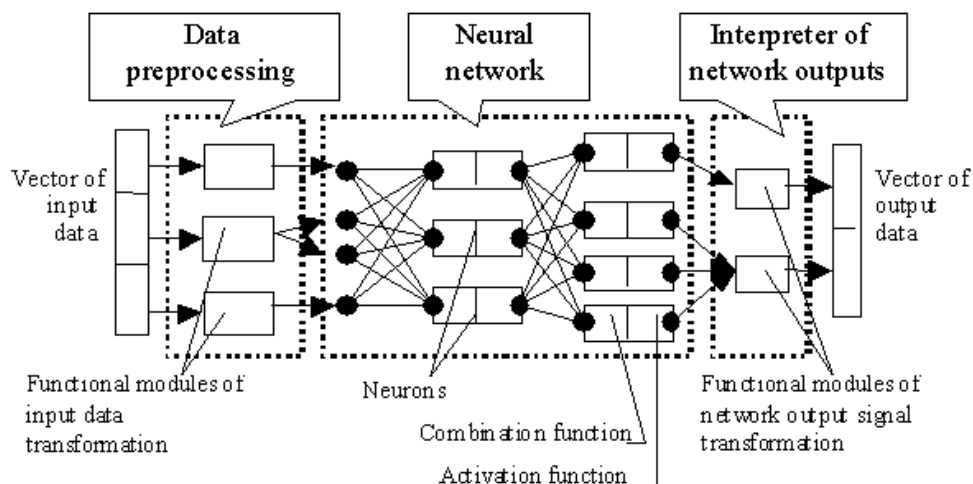 Data
preprocessing
Neural
network
Interpreter of
network outputs
Vector of
input
data
Vector of
output
data
Functional modules of
input data
transformation
Neurons
Combination function
Activation function
Functional modules of
network output signal
transformation